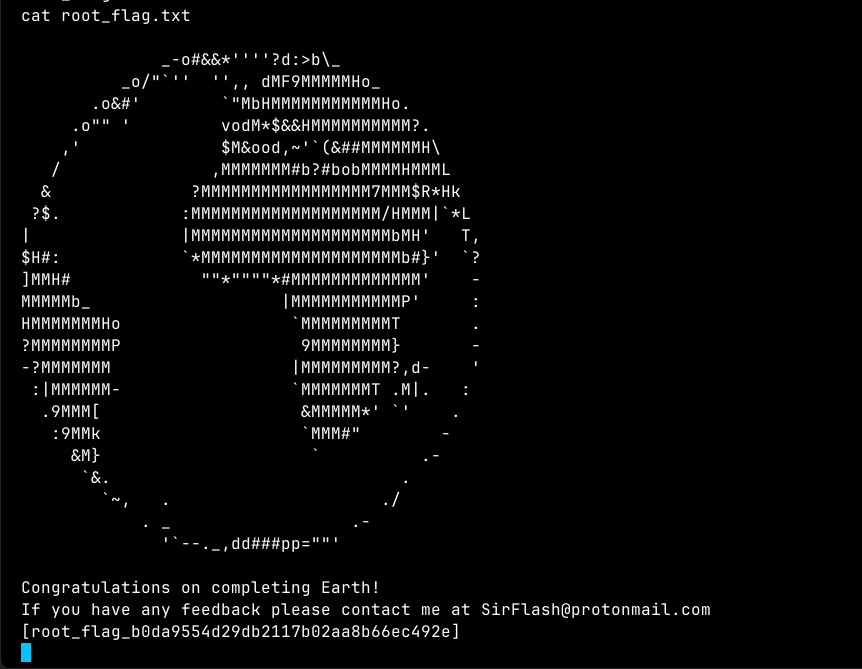 cat root_flag.txt
              _-o#&&*''''?d:>b\_
          _o/"`''  '',, dMF9MMMMMHo_
       .o&#'        `"MbHMMMMMMMMMMMHo.
     .o"" '         vodM*$&&HMMMMMMMMMM?.
    ,'              $M&ood,~'`(&##MMMMMMH\
   /               ,MMMMMMM#b?#bobMMMMHMMML
  &              ?MMMMMMMMMMMMMMMMM7MMM$R*Hk
 ?$.            :MMMMMMMMMMMMMMMMMMM/HMMM|`*L
|               |MMMMMMMMMMMMMMMMMMMMbMH'   T,
$H#:            `*MMMMMMMMMMMMMMMMMMMMb#}'  `?
]MMH#             ""*""""*#MMMMMMMMMMMMM'    -
MMMMMb_                   |MMMMMMMMMMMP'     :
HMMMMMMMHo                 `MMMMMMMMMT       .
?MMMMMMMMP                  9MMMMMMMM}       -
-?MMMMMMM                  |MMMMMMMMM?,d-    '
 :|MMMMMM-                 `MMMMMMMT .M|.   :
  .9MMM[                    &MMMMM*' `'    .
   :9MMk                    `MMM#"        -
     &M}                     `          .-
      `&.                             .
        `~,   .                     ./
            . _                  .-
              '`--._,dd###pp=""'
Congratulations on completing Earth!
If you have any feedback please contact me at SirFlash@protonmail.com
[root_flag_b0da9554d29db2117b02aa8b66ec492e]